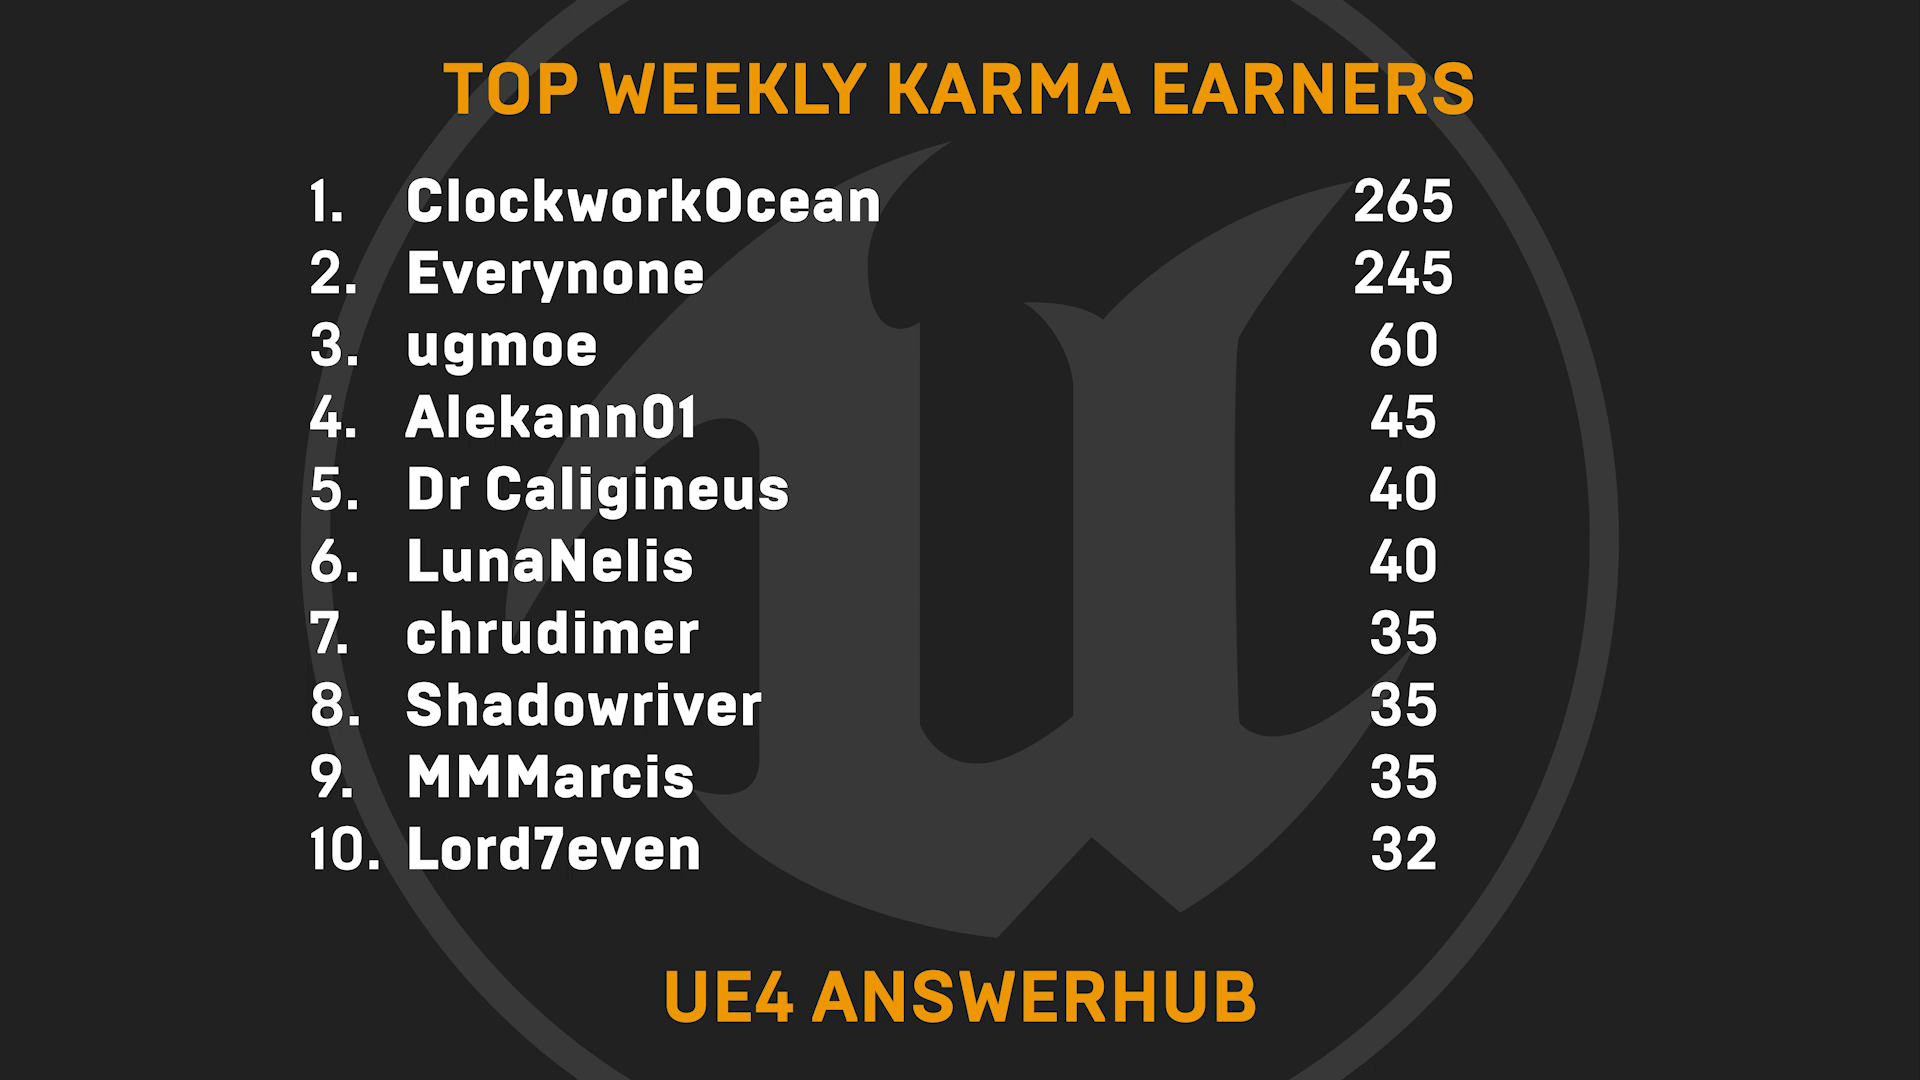 TOP WEEKLY KARMA EARNERS
1. ClockworkOcean 265
2. Everynone 245
3. ugmoe 60
4. Alekann01 45
5. Dr Caligineus 40
6. LunaNelis 40
7. chrudimer 35
8. Shadowriver 35
9. MMMarcis 35
10. Lord7even 32
UE4 ANSWERHUB